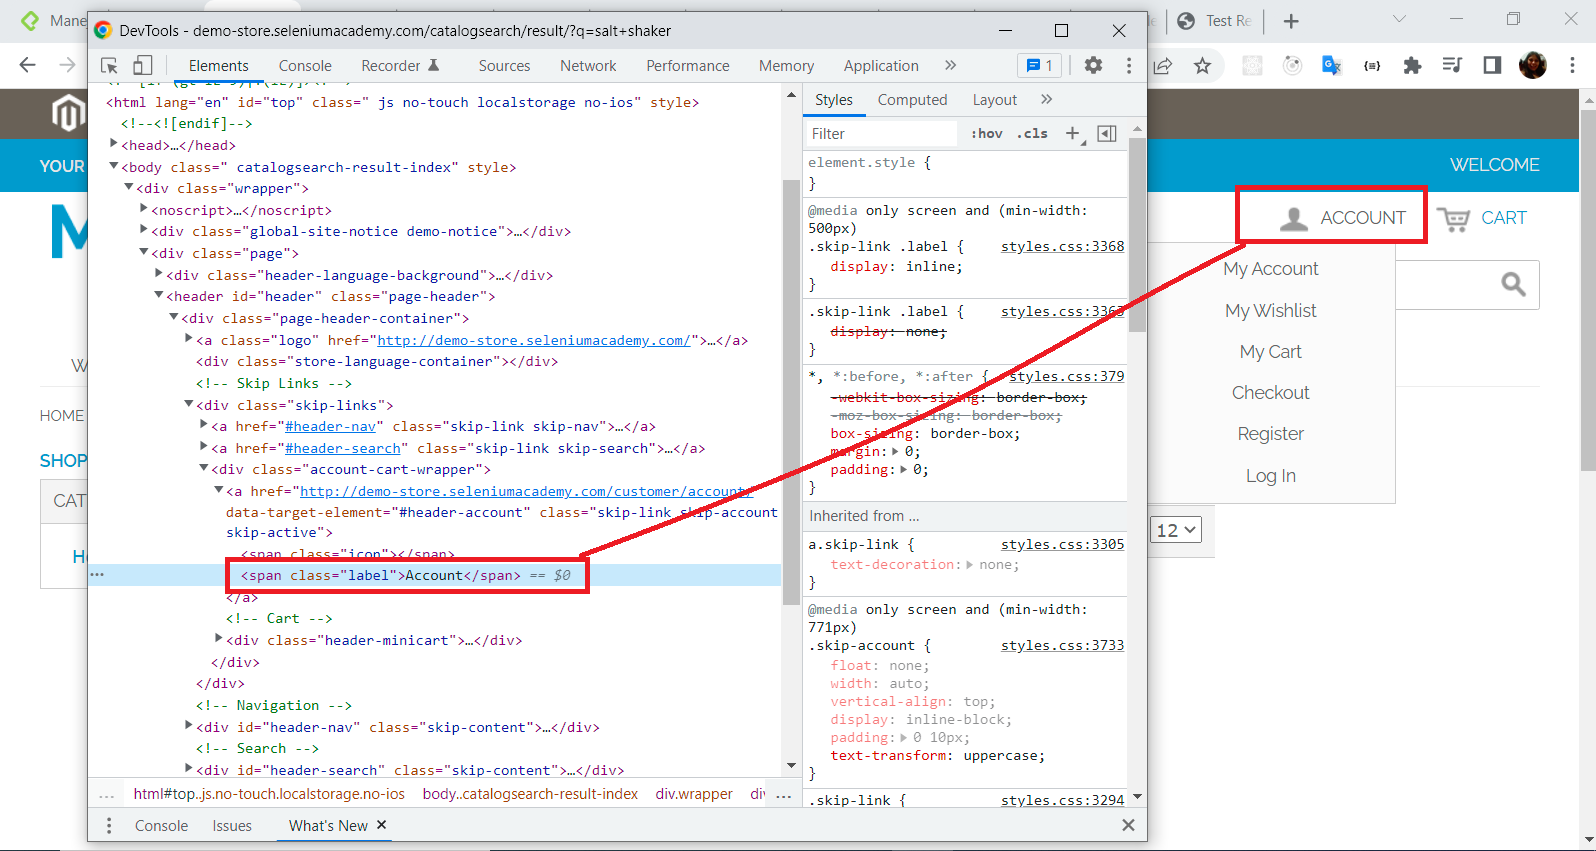 Manej
DevTools - demo-store.seleniumacademy.com/catalogsearch/result/?q=salt+shaker
Test Re
Elements
Console
Recorder
Sources
Network
Performance
Memory
Application
»
1
<html lang="en" id="top" class=" js no-touch localstorage no-ios" style>
<!--<![endif]-->
<head>…</head>
<body class=" catalogsearch-result-index" style>
<div class="wrapper">
<noscript>…</noscript>
<div class="global-site-notice demo-notice">…</div>
<div class="page">
<div class="header-language-background">…</div>
<header id="header" class="page-header">
<div class="page-header-container">
<a class="logo" href="http://demo-store.seleniumacademy.com/">…</a>
<div class="store-language-container"></div>
<!-- Skip Links -->
<div class="skip-links">
<a href="#header-nav" class="skip-link skip-nav">…</a>
<a href="#header-search" class="skip-link skip-search">…</a>
<div class="account-cart-wrapper">
<a href="http://demo-store.seleniumacademy.com/customer/account/"
data-target-element="#header-account" class="skip-link skip-account
skip-active">
<span class="icon"></span>
<span class="label">Account</span> == $0
</a>
<!-- Cart -->
<div class="header-minicart">…</div>
</div>
</div>
<!-- Navigation -->
<div id="header-nav" class="skip-content">…</div>
<!-- Search -->
<div id="header-search" class="skip-content">…</div>
... html#top..js.no-touch.localstorage.no-ios body..catalogsearch-result-index div.wrapper di ...
Console
Issues
What's New
Styles
Computed
Layout
»
Filter
:hov
.cls
element.style {
}
@media only screen and (min-width:
500px)
.skip-link .label { styles.css:3368
display: inline;
}
.skip-link .label { styles.css:3363
display: none;
}
*, *:before, *:after { styles.css:379
-webkit-box-sizing: border-box;
-moz-box-sizing: border-box;
box-sizing: border-box;
margin: 0;
padding: 0;
}
Inherited from ...
a.skip-link { styles.css:3305
text-decoration: none;
}
@media only screen and (min-width:
771px)
.skip-account { styles.css:3733
float: none;
width: auto;
vertical-align: top;
display: inline-block;
padding: 0 10px;
text-transform: uppercase;
}
.skip-link { styles.css:3294
YOUR
WELCOME
M
ACCOUNT
CART
My Account
My Wishlist
My Cart
Checkout
Register
Log In
W
HOME
SHOP
CAT
12